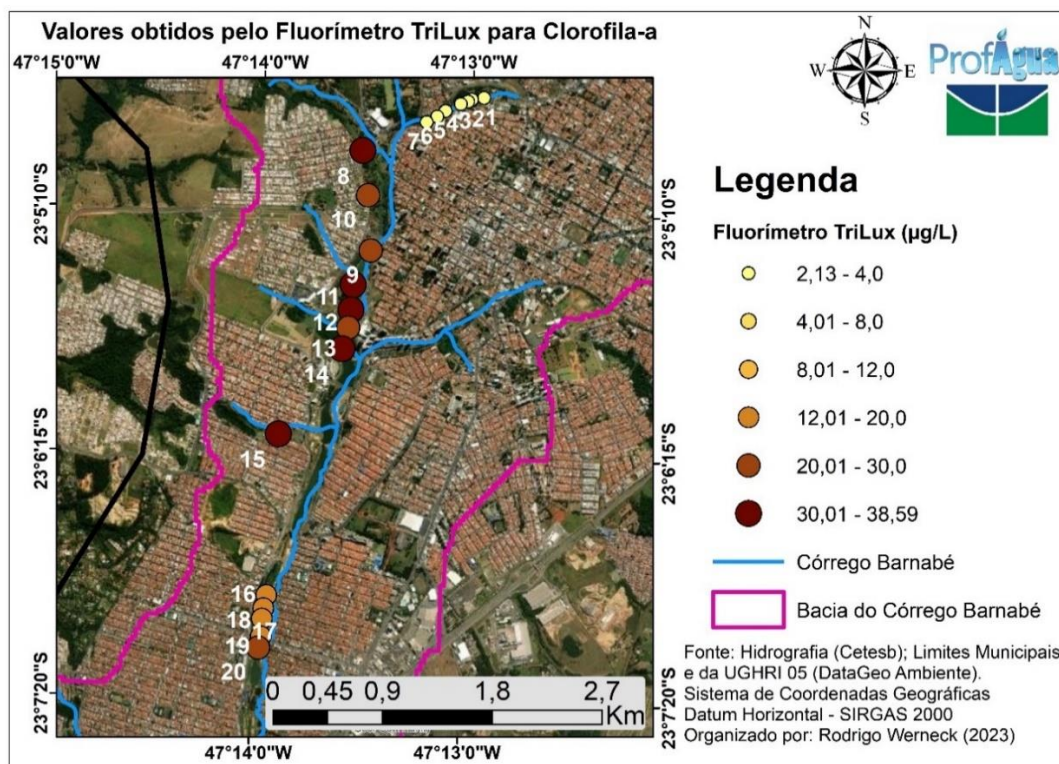 Valores obtidos pelo Fluorímetro TriLux para Clorofila-a
47°15'0"W 47°14'0"W 47°13'0"W
N
W E
S
ProfÁgua
7654321
8
10
9
11
12
13
14
15
16
18
17
19
20
23°5'10"S
23°6'15"S
23°7'20"S
23°5'10"S
23°6'15"S
23°7'20"S
0 0,45 0,9 1,8 2,7
Km
47°14'0"W 47°13'0"W
Legenda
Fluorímetro TriLux (µg/L)
2,13 - 4,0
4,01 - 8,0
8,01 - 12,0
12,01 - 20,0
20,01 - 30,0
30,01 - 38,59
Córrego Barnabé
Bacia do Córrego Barnabé
Fonte: Hidrografia (Cetesb); Limites Municipais
e da UGHRI 05 (DataGeo Ambiente).
Sistema de Coordenadas Geográficas
Datum Horizontal - SIRGAS 2000
Organizado por: Rodrigo Werneck (2023)